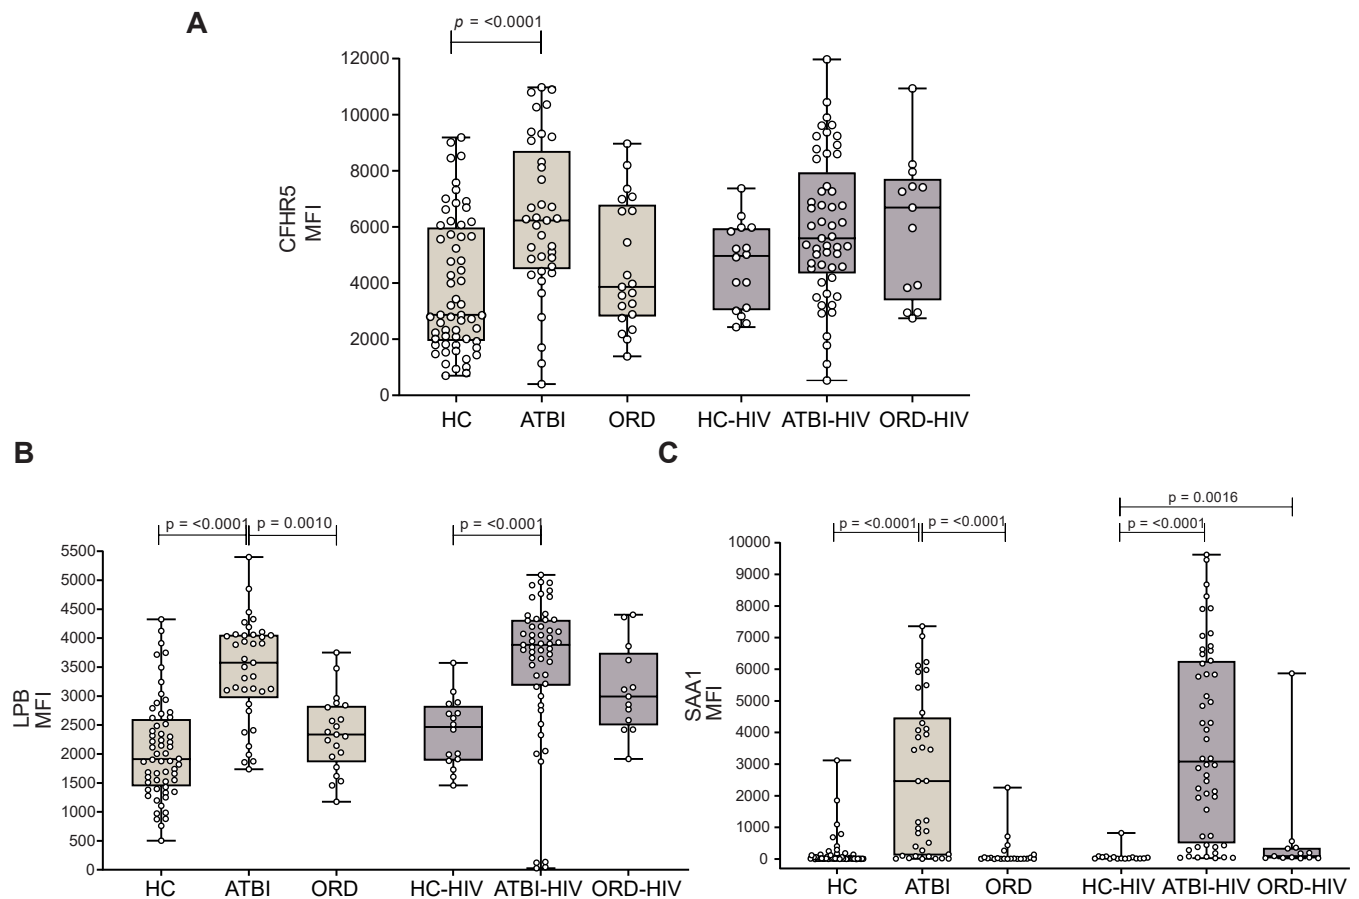 A
p = <0.0001
12000
10000
8000
6000
4000
2000
0
CFHR5
MFI
HC ATBI ORD HC-HIV ATBI-HIV ORD-HIV
B
p = <0.0001 p = 0.0010 p = <0.0001
5500
5000
4500
4000
3500
3000
2500
2000
1500
1000
500
0
LPB
MFI
HC ATBI ORD HC-HIV ATBI-HIV ORD-HIV
C
p = 0.0016
p = <0.0001 p = <0.0001 p = <0.0001
10000
9000
8000
7000
6000
5000
4000
3000
2000
1000
0
SAA1
MFI
HC ATBI ORD HC-HIV ATBI-HIV ORD-HIV